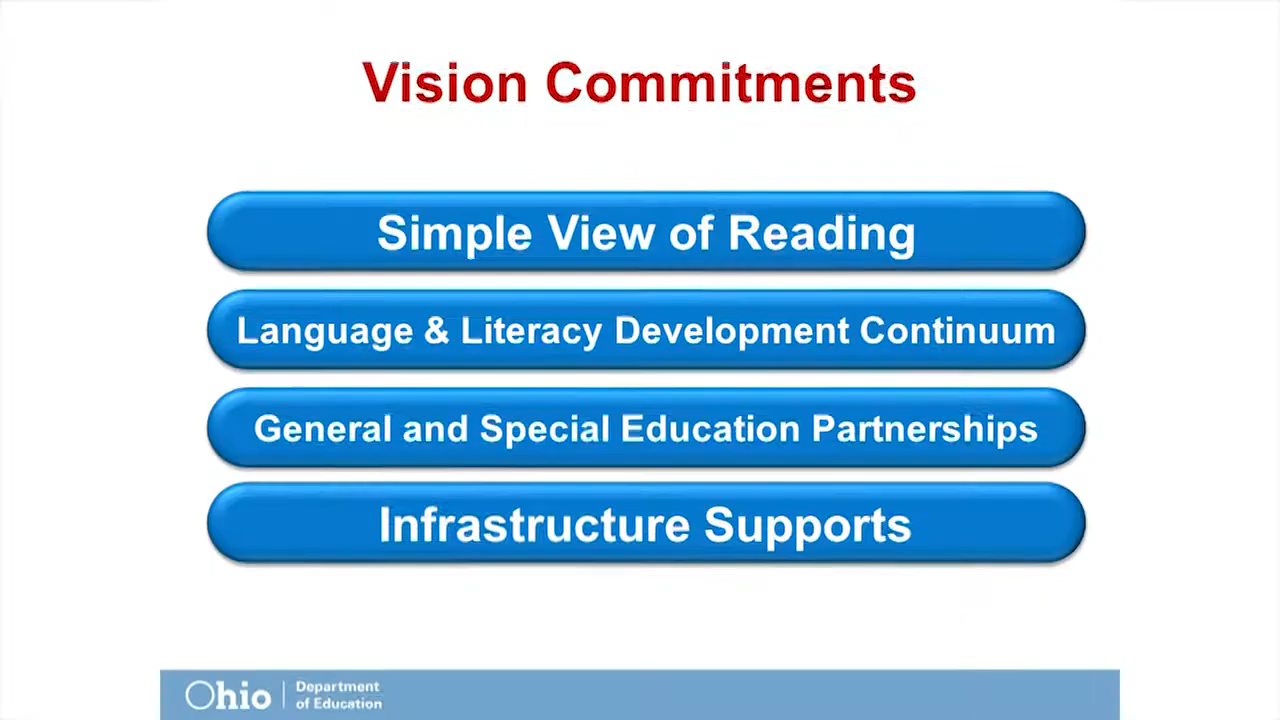 Vision Commitments
Simple View of Reading
Language & Literacy Development Continuum
General and Special Education Partnerships
Infrastructure Supports
Ohio
Department
of Education